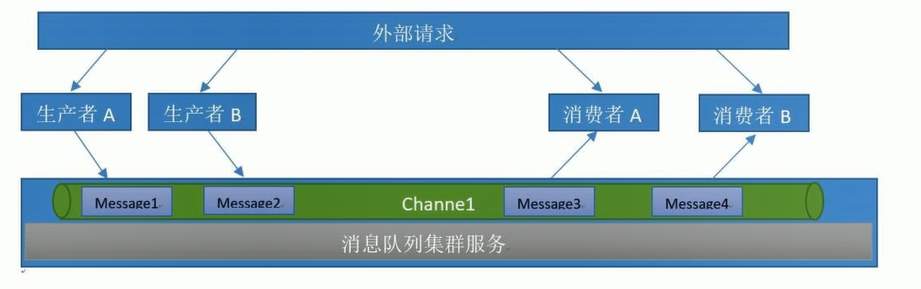 外部请求
生产者 A
生产者 B
消费者 A
消费者 B
Message1
Message2
Channe1
Message3
Message4
消息队列集群服务